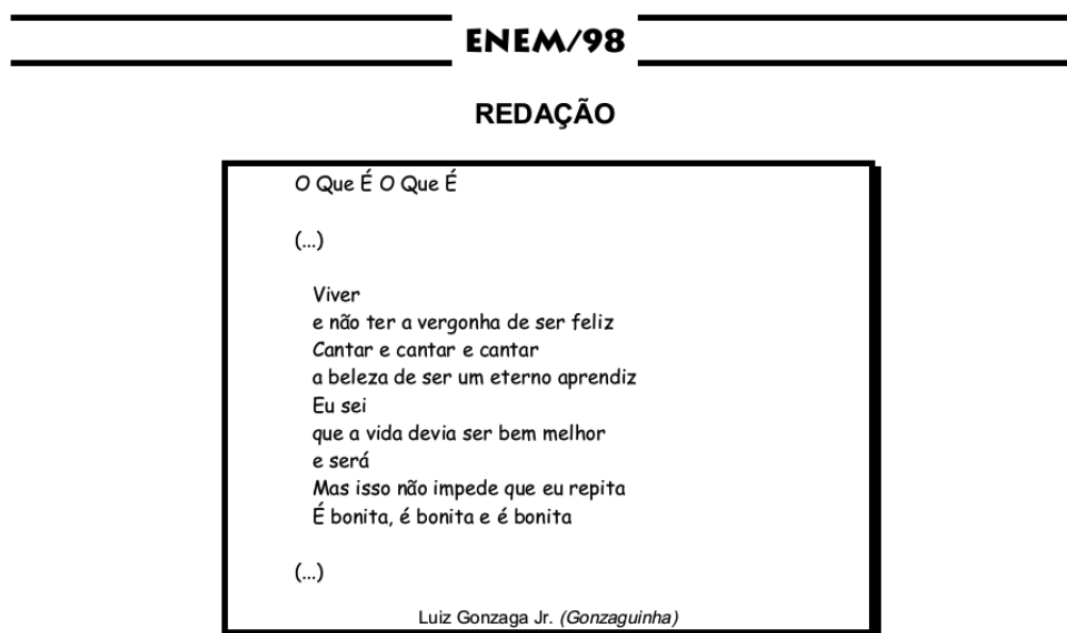 ENEM/98
REDAÇÃO
O Que É O Que É
(...)
Viver
e não ter a vergonha de ser feliz
Cantar e cantar e cantar
a beleza de ser um eterno aprendiz
Eu sei
que a vida devia ser bem melhor
e será
Mas isso não impede que eu repita
É bonita, é bonita e é bonita
(...)
Luiz Gonzaga Jr. (Gonzaguinha)